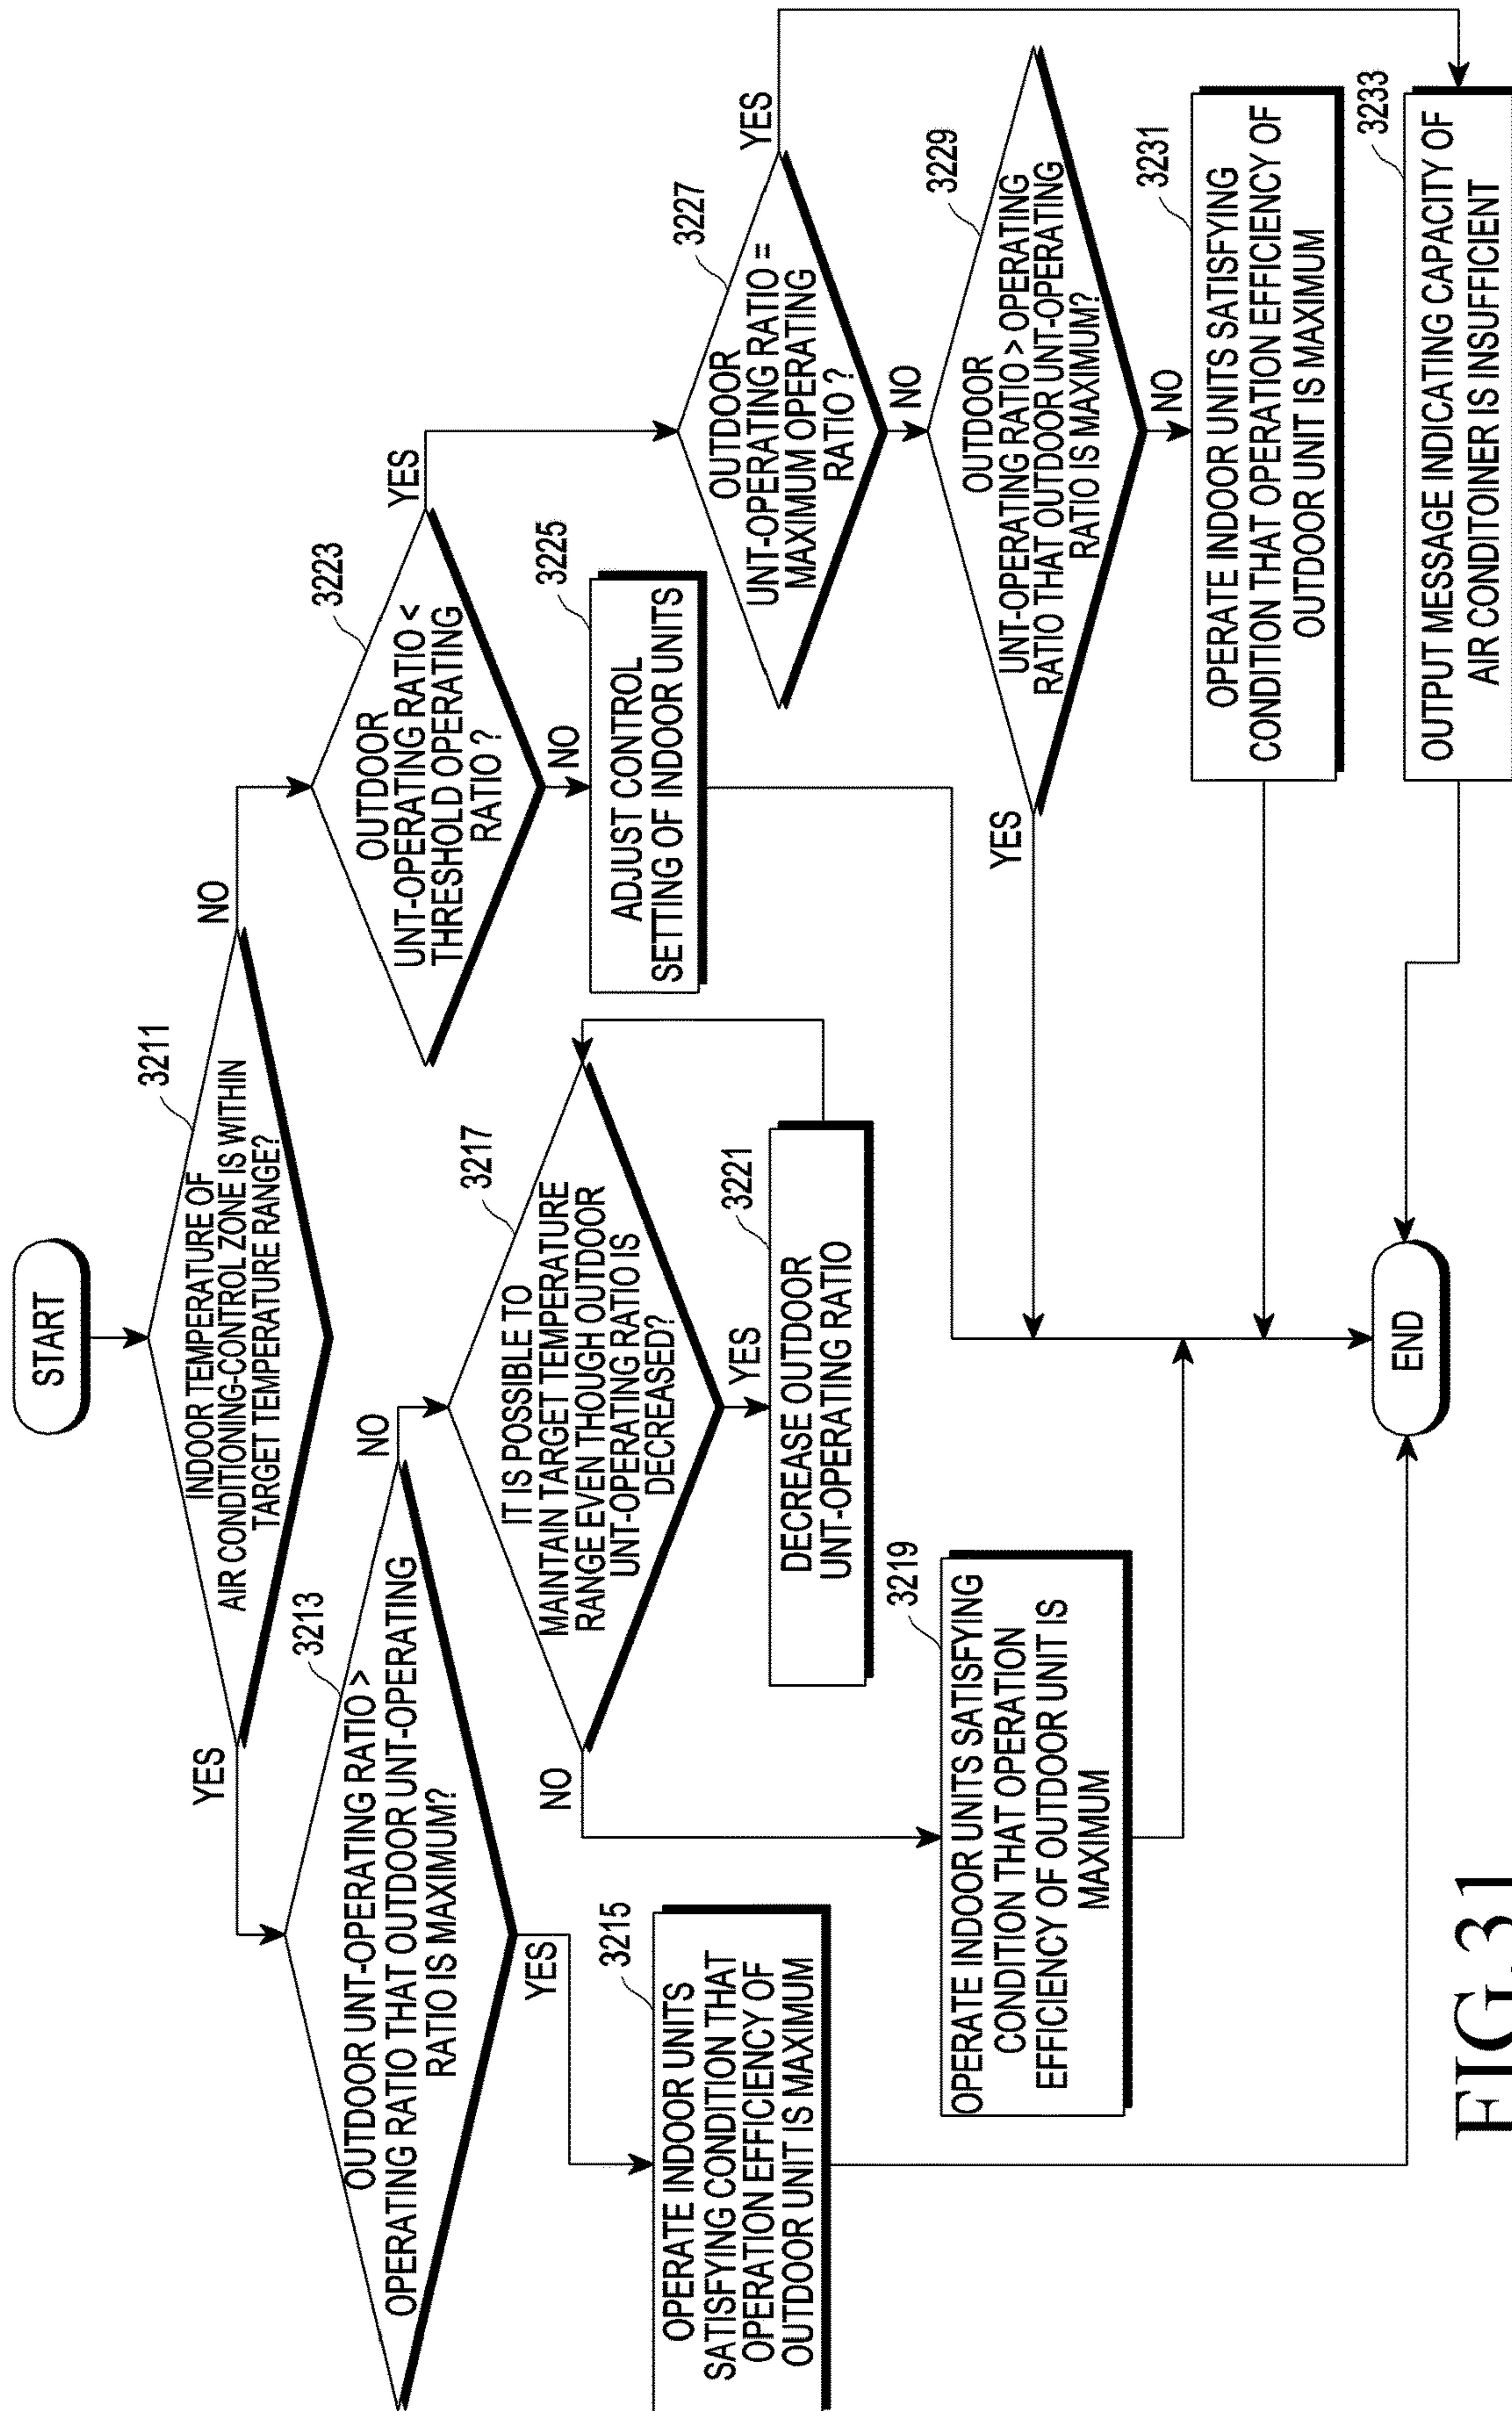 START
3211
INDOOR TEMPERATURE OF
AIR CONDITIONING-CONTROL ZONE IS WITHIN
TARGET TEMPERATURE RANGE?
YES
NO
3213
OUTDOOR UNT-OPERATING RATIO >
OPERATING RATIO THAT OUTDOOR UNT-OPERATING
RATIO IS MAXIMUM?
YES
NO
3215
OPERATE INDOOR UNITS
SATISFYING CONDITION THAT
OPERATION EFFICIENCY OF
OUTDOOR UNIT IS MAXIMUM
3217
IT IS POSSIBLE TO
MAINTAIN TARGET TEMPERATURE
RANGE EVEN THOUGH OUTDOOR
UNT-OPERATING RATIO IS
DECREASED?
NO
YES
3219
OPERATE INDOOR UNITS SATISFYING
CONDITION THAT OPERATION
EFFICIENCY OF OUTDOOR UNIT IS
MAXIMUM
3221
DECREASE OUTDOOR
UNT-OPERATING RATIO
3223
OUTDOOR
UNT-OPERATING RATIO <
THRESHOLD OPERATING
RATIO ?
YES
NO
3225
ADJUST CONTROL
SETTING OF INDOOR UNITS
3227
OUTDOOR
UNT-OPERATING RATIO =
MAXIMUM OPERATING
RATIO ?
YES
NO
3229
OUTDOOR
UNT-OPERATING RATIO > OPERATING
RATIO THAT OUTDOOR UNT-OPERATING
RATIO IS MAXIMUM?
YES
NO
3231
OPERATE INDOOR UNITS SATISFYING
CONDITION THAT OPERATION EFFICIENCY OF
OUTDOOR UNIT IS MAXIMUM
3233
OUTPUT MESSAGE INDICATING CAPACITY OF
AIR CONDITOINER IS INSUFFICIENT
END
FIG.31